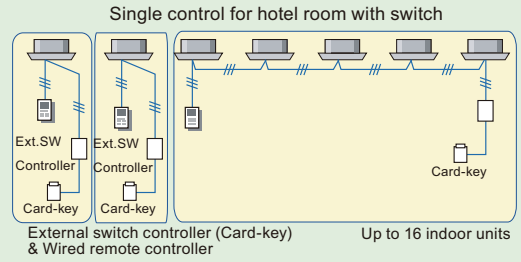 Single control for hotel room with switch
Ext.SW
Controller
Card-key
Ext.SW
Controller
Card-key
Card-key
External switch controller (Card-key)
& Wired remote controller
Up to 16 indoor units